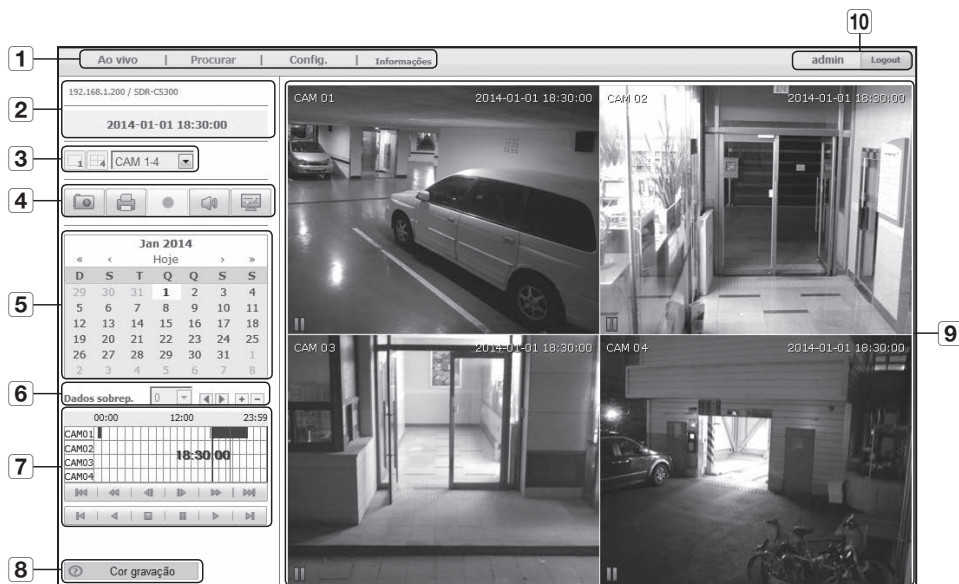 10
1
Ao vivo | Procurar | Config. | Informações
admin Logout
2
192.168.1.200 / SDR-C5300
2014-01-01 18:30:00
3
1 4 CAM 1-4
4
5
Jan 2014
« ‹ Hoje › »
D S T Q Q S S
29 30 31 1 2 3 4
5 6 7 8 9 10 11
12 13 14 15 16 17 18
19 20 21 22 23 24 25
26 27 28 29 30 31 1
2 3 4 5 6 7 8
6
Dados sobrep. 0 + −
7
00:00 12:00 23:59
CAM01
CAM02
CAM03
CAM04
18:30:00
8
? Cor gravação
CAM 01 2014-01-01 18:30:00
CAM 02 2014-01-01 18:30:00
CAM 03 2014-01-01 18:30:00
CAM 04 2014-01-01 18:30:00
9